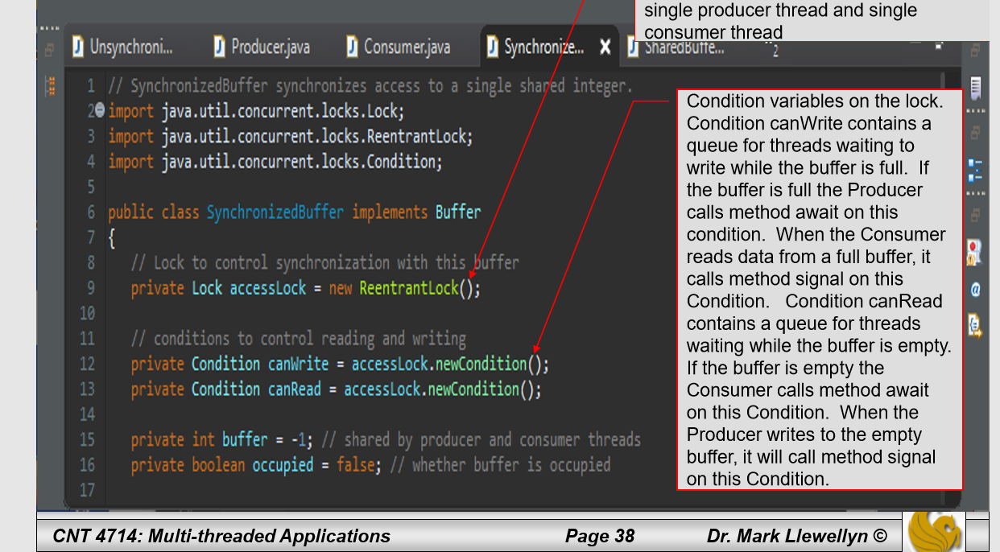 single producer thread and single
consumer thread
Unsynchroni...
Producer.java
Consumer.java
Synchronize...
SharedBuffe...
2
1 // SynchronizedBuffer synchronizes access to a single shared integer.
2 import java.util.concurrent.locks.Lock;
3 import java.util.concurrent.locks.ReentrantLock;
4 import java.util.concurrent.locks.Condition;
5
6 public class SynchronizedBuffer implements Buffer
7 {
8 // Lock to control synchronization with this buffer
9 private Lock accessLock = new ReentrantLock();
10
11 // conditions to control reading and writing
12 private Condition canWrite = accessLock.newCondition();
13 private Condition canRead = accessLock.newCondition();
14
15 private int buffer = -1; // shared by producer and consumer threads
16 private boolean occupied = false; // whether buffer is occupied
17
Condition variables on the lock.
Condition canWrite contains a
queue for threads waiting to
write while the buffer is full. If
the buffer is full the Producer
calls method await on this
condition. When the Consumer
reads data from a full buffer, it
calls method signal on this
Condition. Condition canRead
contains a queue for threads
waiting while the buffer is empty.
If the buffer is empty the
Consumer calls method await
on this Condition. When the
Producer writes to the empty
buffer, it will call method signal
on this Condition.
CNT 4714: Multi-threaded Applications
Page 38
Dr. Mark Llewellyn ©